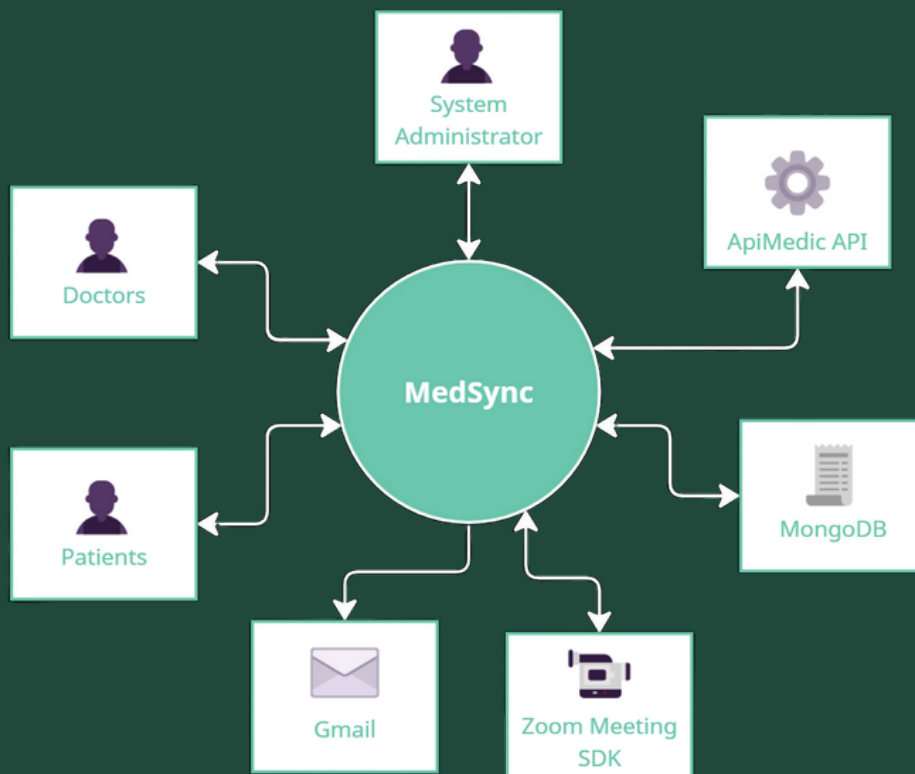 System
Administrator
ApiMedic API
Doctors
MedSync
Patients
MongoDB
Gmail
Zoom Meeting
SDK